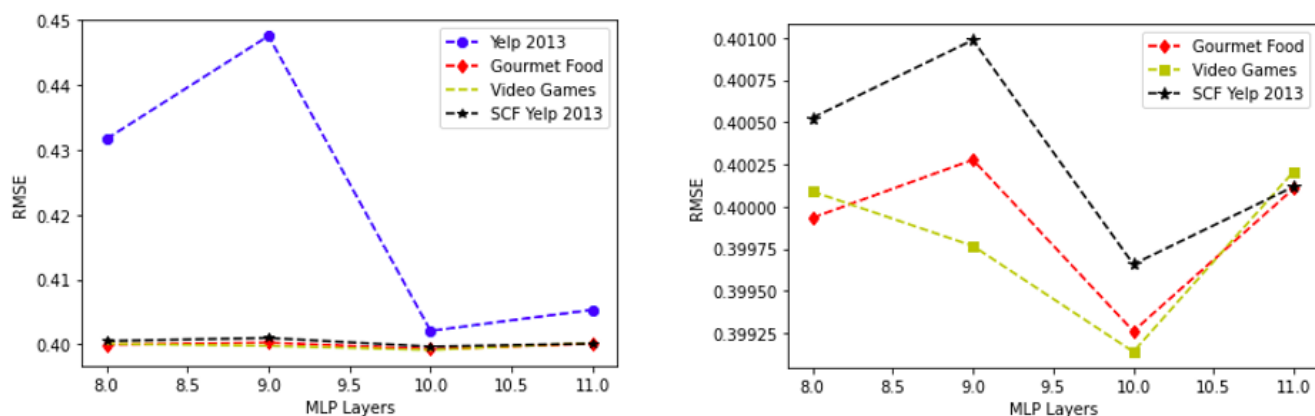 0.45
0.44
0.43
0.42
0.41
0.40
RMSE
8.0 8.5 9.0 9.5 10.0 10.5 11.0
MLP Layers
Yelp 2013
Gourmet Food
Video Games
SCF Yelp 2013
0.40100
0.40075
0.40050
0.40025
0.40000
0.39975
0.39950
0.39925
RMSE
8.0 8.5 9.0 9.5 10.0 10.5 11.0
MLP Layers
Gourmet Food
Video Games
SCF Yelp 2013